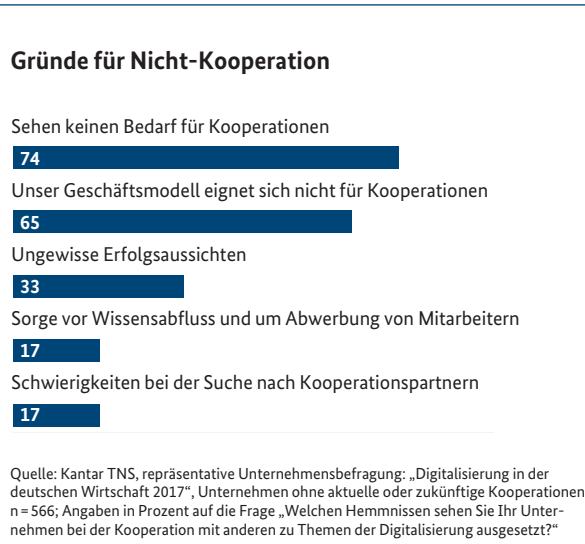 Gründe für Nicht-Kooperation
Sehen keinen Bedarf für Kooperationen
74
Unser Geschäftsmodell eignet sich nicht für Kooperationen
65
Ungewisse Erfolgsaussichten
33
Sorge vor Wissensabfluss und um Abwerbung von Mitarbeitern
17
Schwierigkeiten bei der Suche nach Kooperationspartnern
17
Quelle: Kantar TNS, repräsentative Unternehmensbefragung: „Digitalisierung in der
deutschen Wirtschaft 2017“, Unternehmen ohne aktuelle oder zukünftige Kooperationen
n = 566; Angaben in Prozent auf die Frage „Welchen Hemmnissen sehen Sie Ihr Unter-
nehmen bei der Kooperation mit anderen zu Themen der Digitalisierung ausgesetzt?“